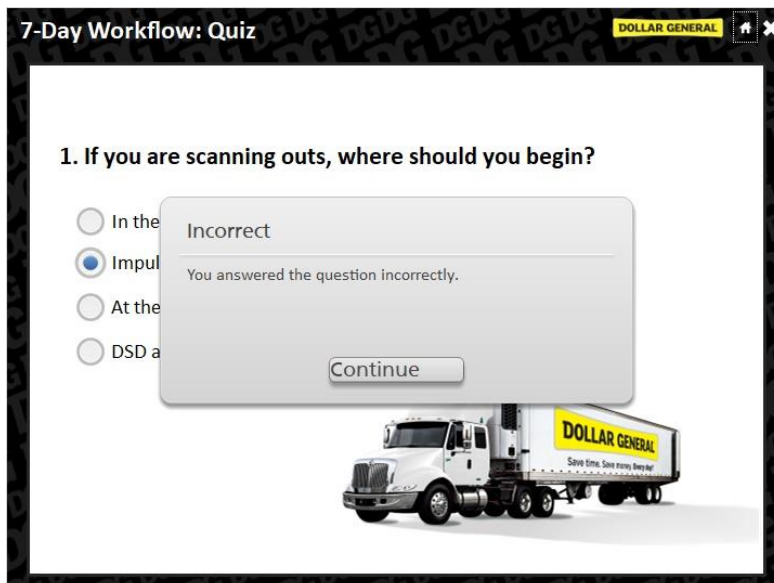 7-Day Workflow: Quiz
DOLLAR GENERAL
1. If you are scanning outs, where should you begin?
In the
Impul
At the
DSD a
Incorrect
You answered the question incorrectly.
Continue
DOLLAR GENERAL
Save time. Save money. Every day!